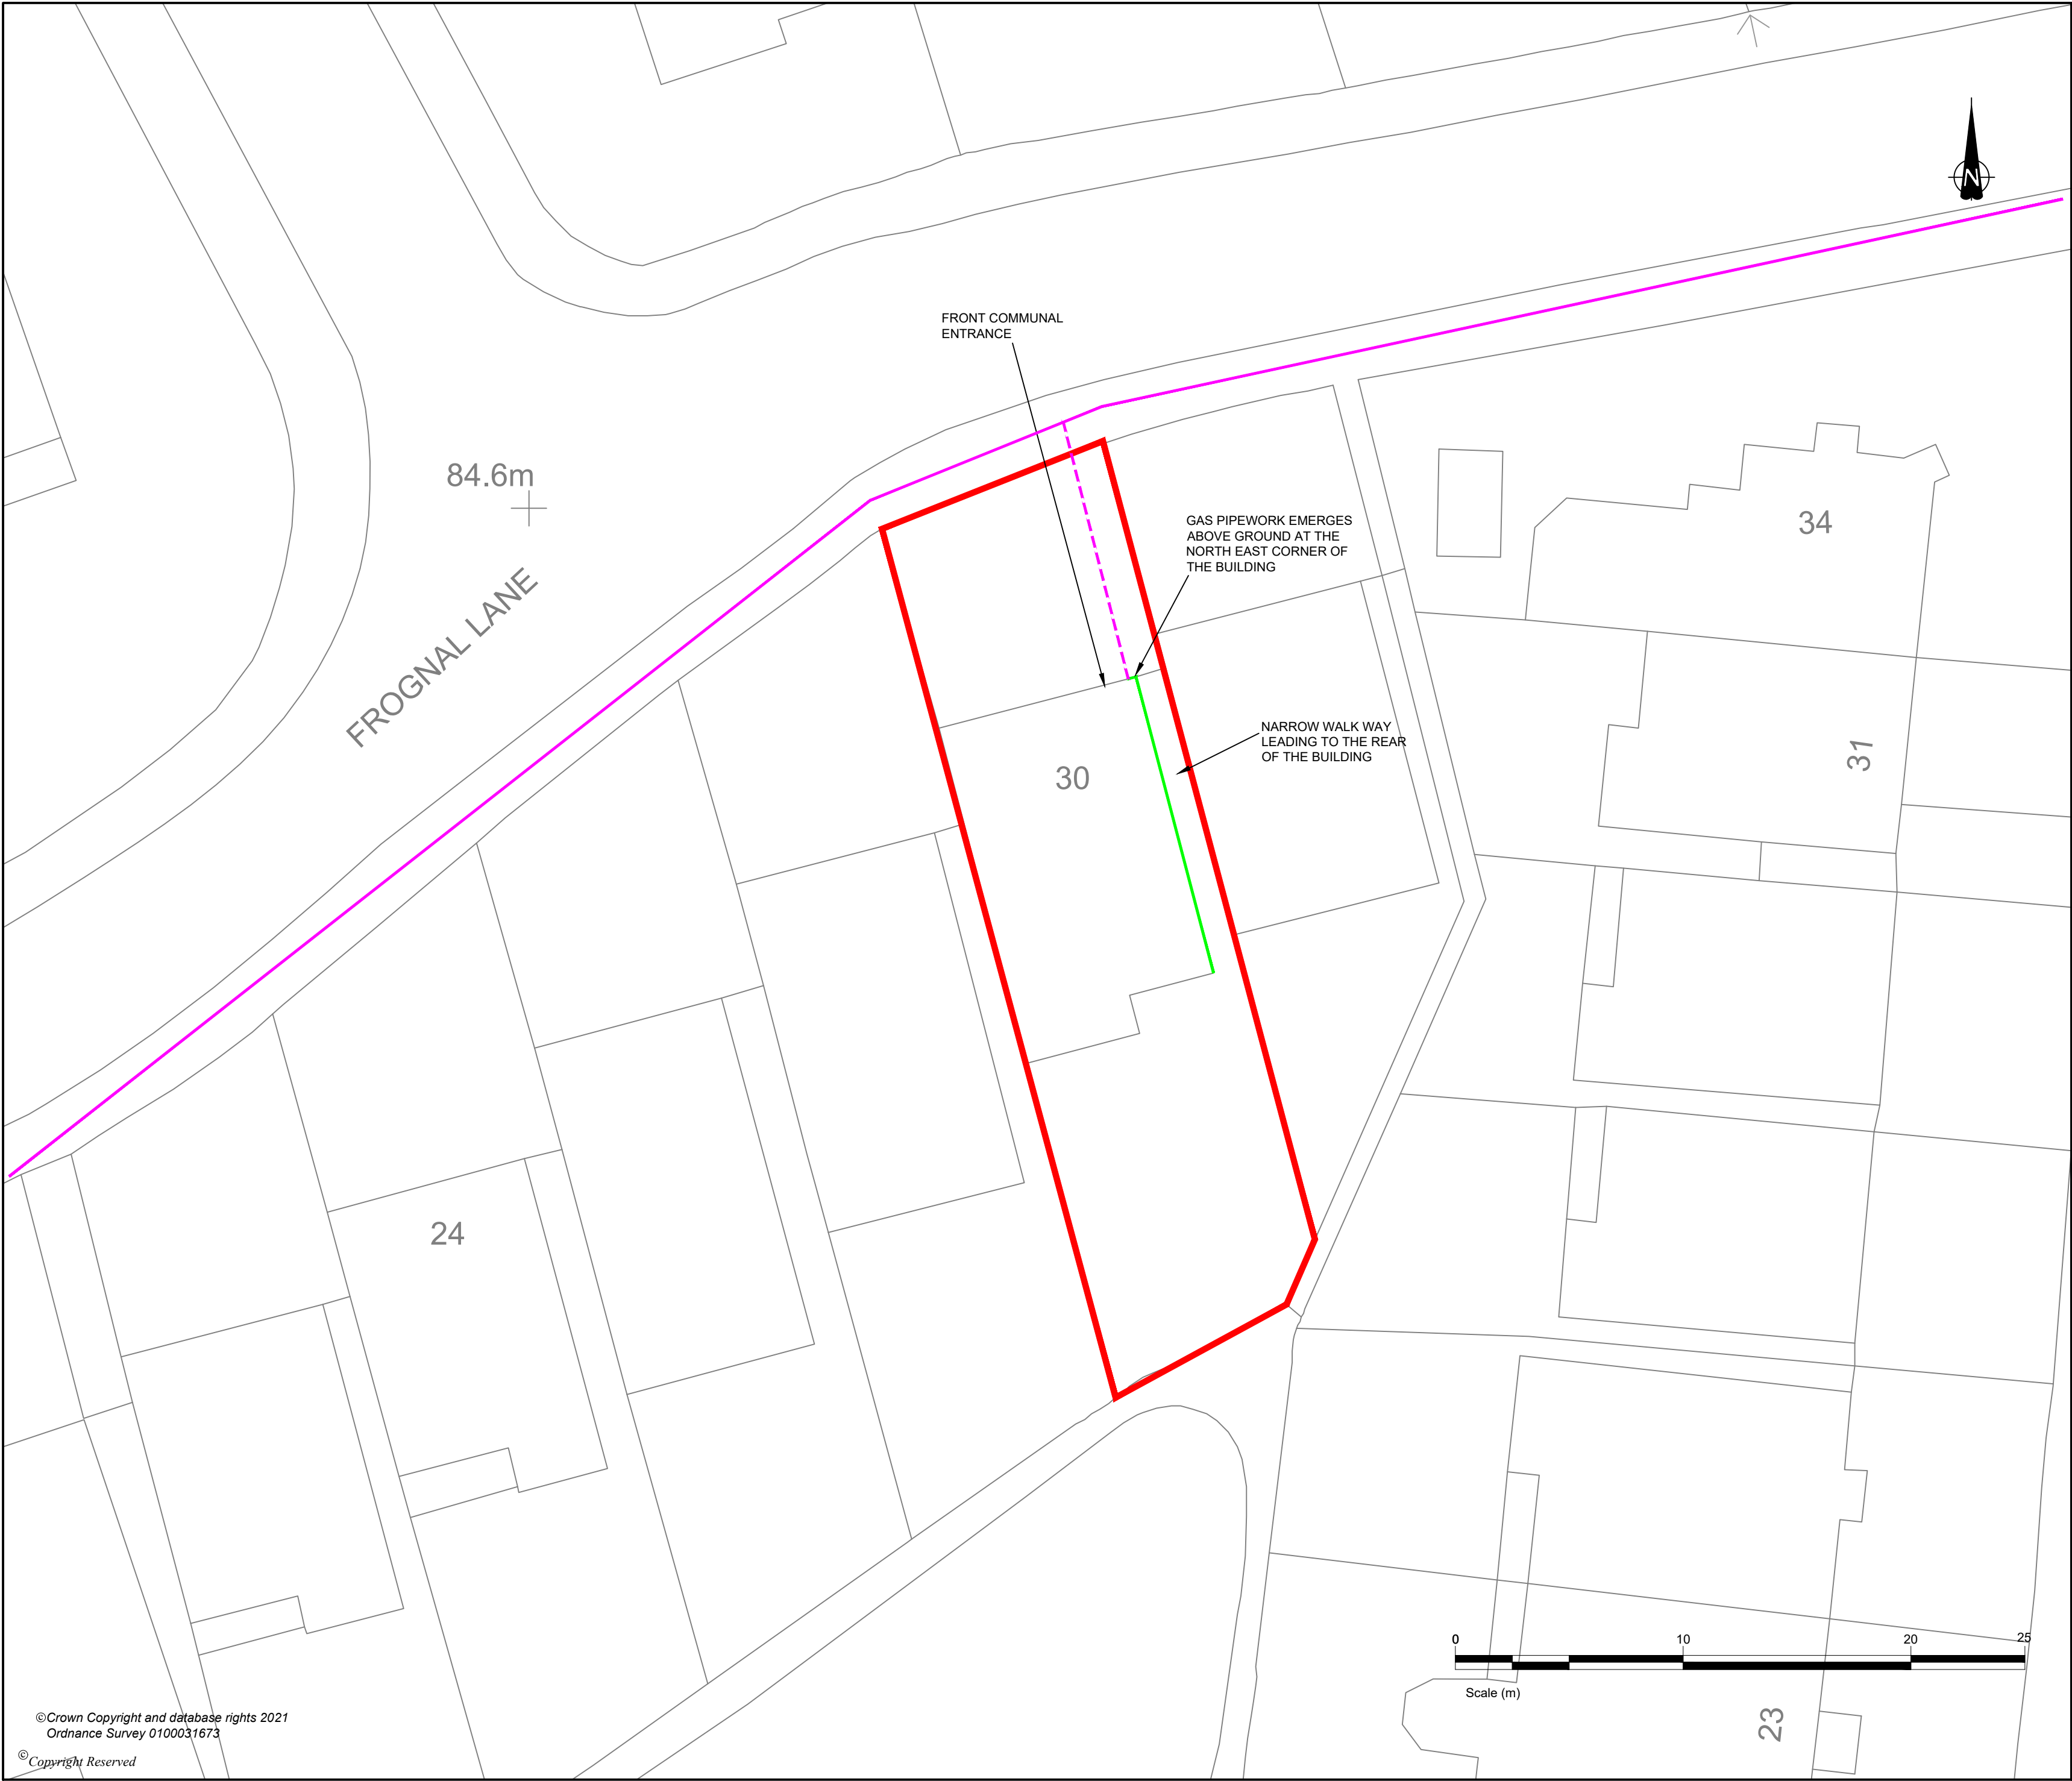 N
FRONT COMMUNAL
ENTRANCE
84.6m
GAS PIPEWORK EMERGES
ABOVE GROUND AT THE
NORTH EAST CORNER OF
THE BUILDING
34
FROGNAL LANE
NARROW WALK WAY
LEADING TO THE REAR
OF THE BUILDING
31
30
24
0 10 20 25
Scale (m)
23
©Crown Copyright and database rights 2021
Ordnance Survey 0100031673
©Copyright Reserved